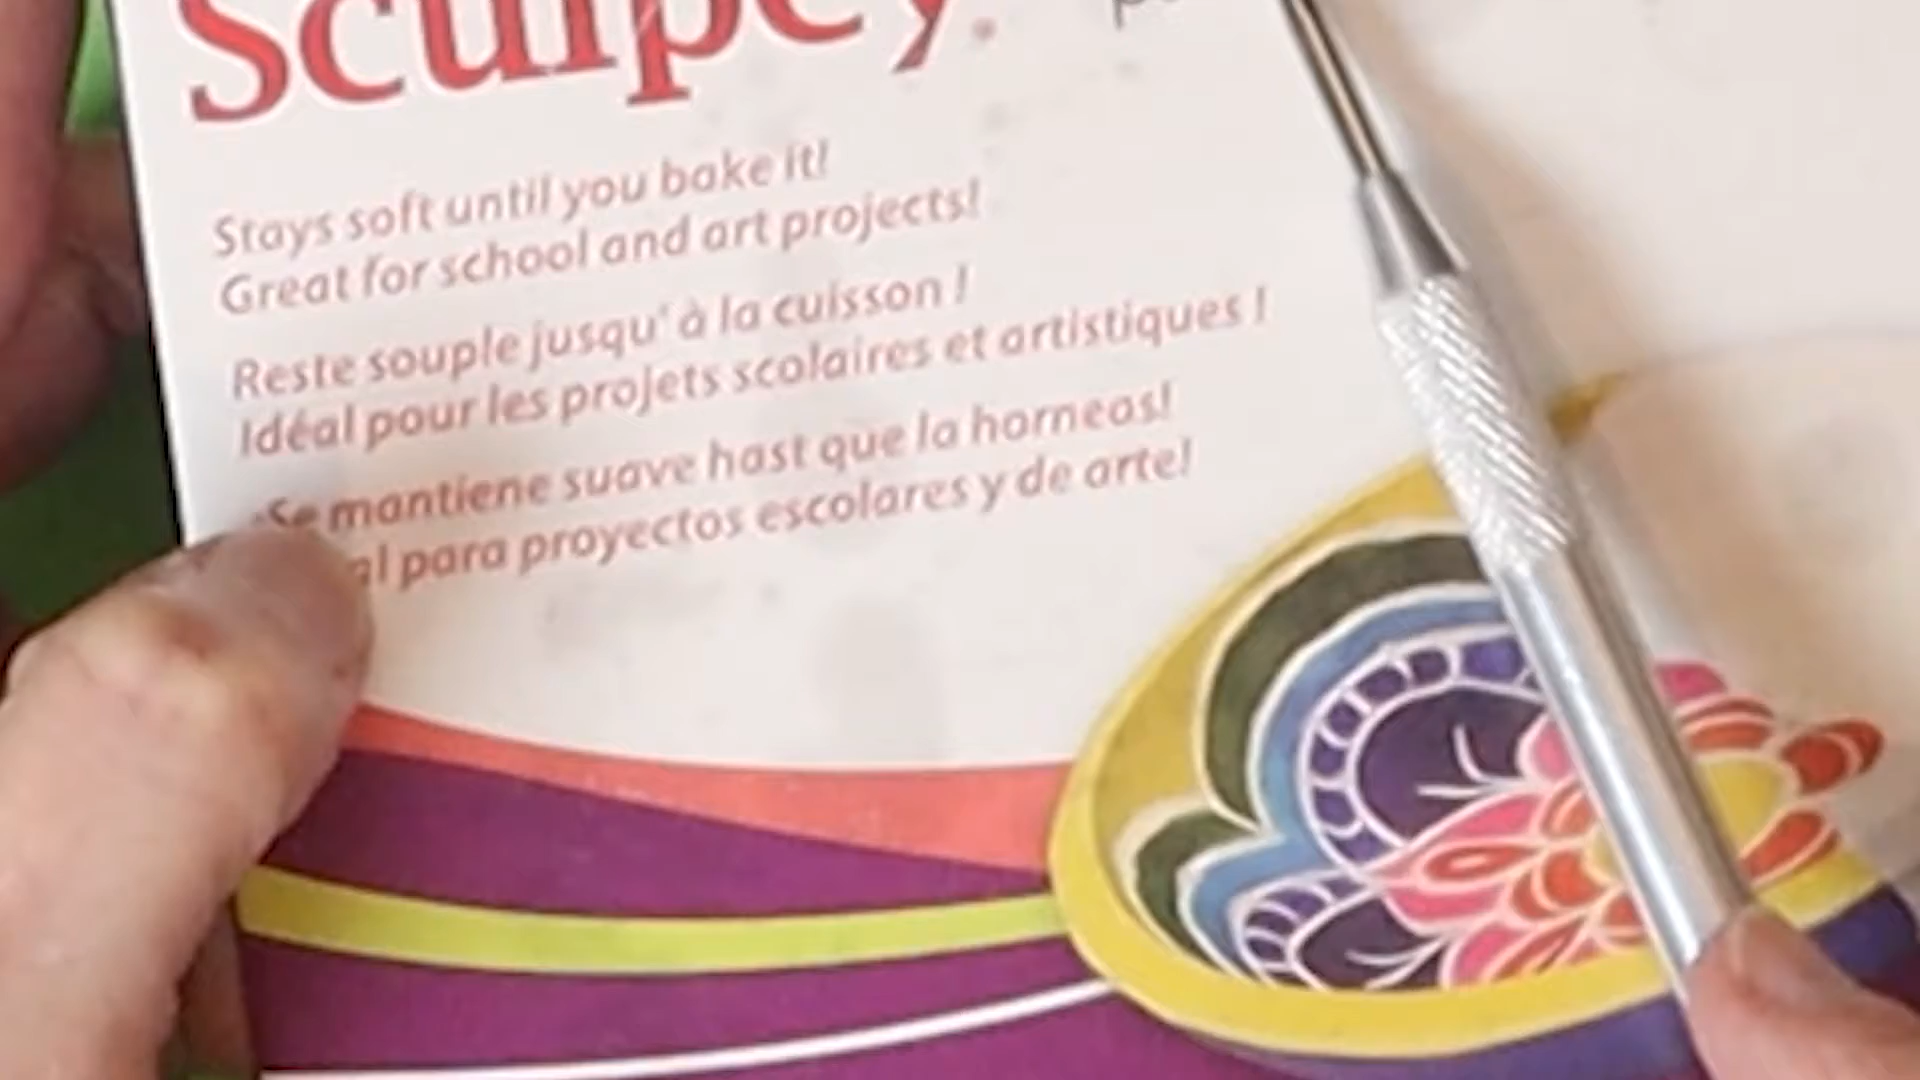 Sculpey
Stays soft until you bake it!
Great for school and art projects!
Reste souple jusqu' à la cuisson !
Idéal pour les projets scolaires et artistiques !
¡Se mantiene suave hast que la horneas!
para proyectos escolares y de arte!